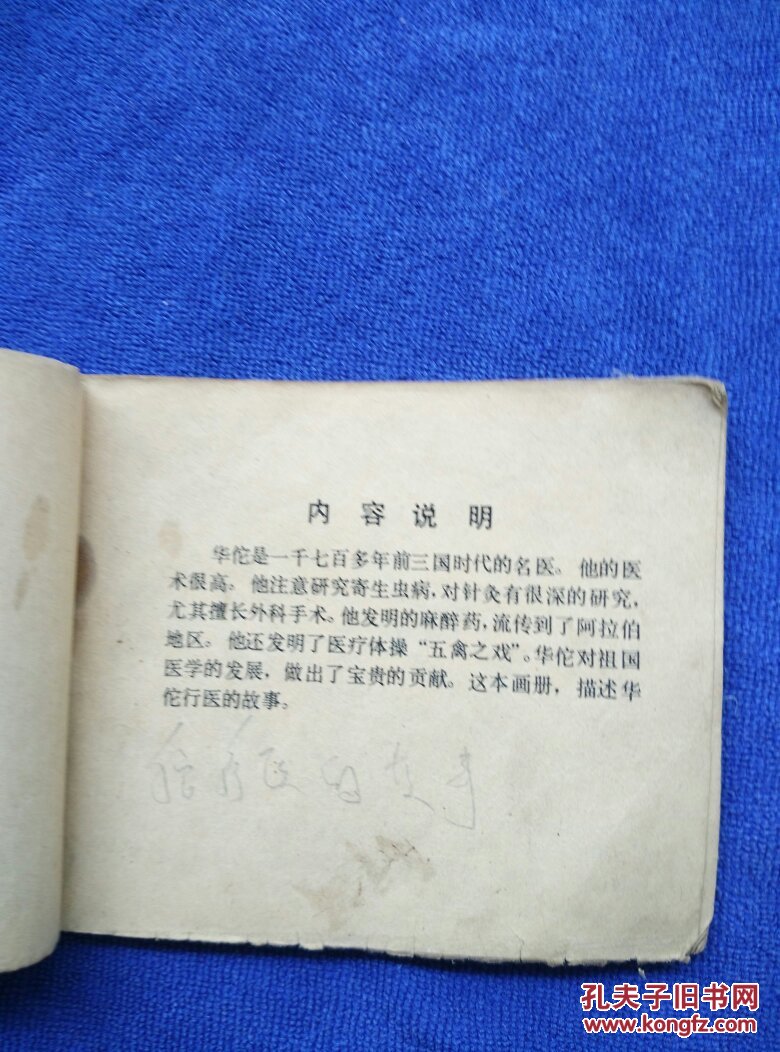 内容说明
华佗是一千七百多年前三国时代的名医。他的医
术很高。他注意研究寄生虫病，对针灸有很深的研究，
尤其擅长外科手术。他发明的麻醉药，流传到了阿拉伯
地区。他还发明了医疗体操“五禽之戏”。华佗对祖国
医学的发展，做出了宝贵的贡献。这本画册，描述华
佗行医的故事。
佗行医的故事
孔夫子旧书网
www.kongfz.com